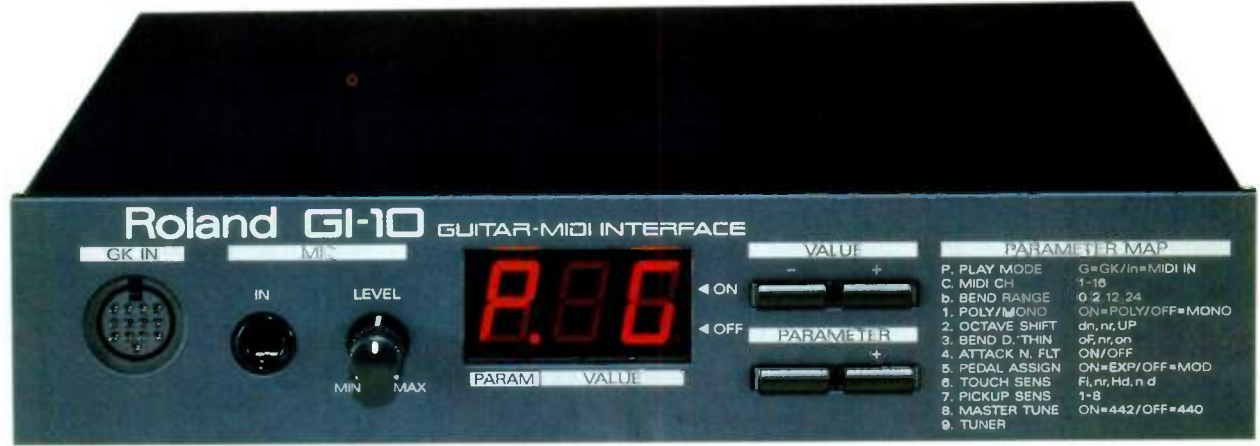 Roland GI-10 GUITAR-MIDI INTERFACE
GK IN
MIC
IN
LEVEL
MIN MAX
P. G
◄ ON
◄ OFF
PARAM VALUE
VALUE
- +
PARAMETER
+
PARAMETER MAP
P. PLAY MODE G=GK/in=MIDI IN
C. MIDI CH 1-16
b. BEND RANGE 0 2 12 24
1. POLY/MONO ON=POLY/OFF=MONO
2. OCTAVE SHIFT dn, nr, UP
3. BEND D. THIN oF, nr, on
4. ATTACK N. FLT ON/OFF
5. PEDAL ASSIGN ON=EXP/OFF=MOD
6. TOUCH SENS Fi, nr, Hd, n d
7. PICKUP SENS 1-8
8. MASTER TUNE ON=442/OFF=440
9. TUNER